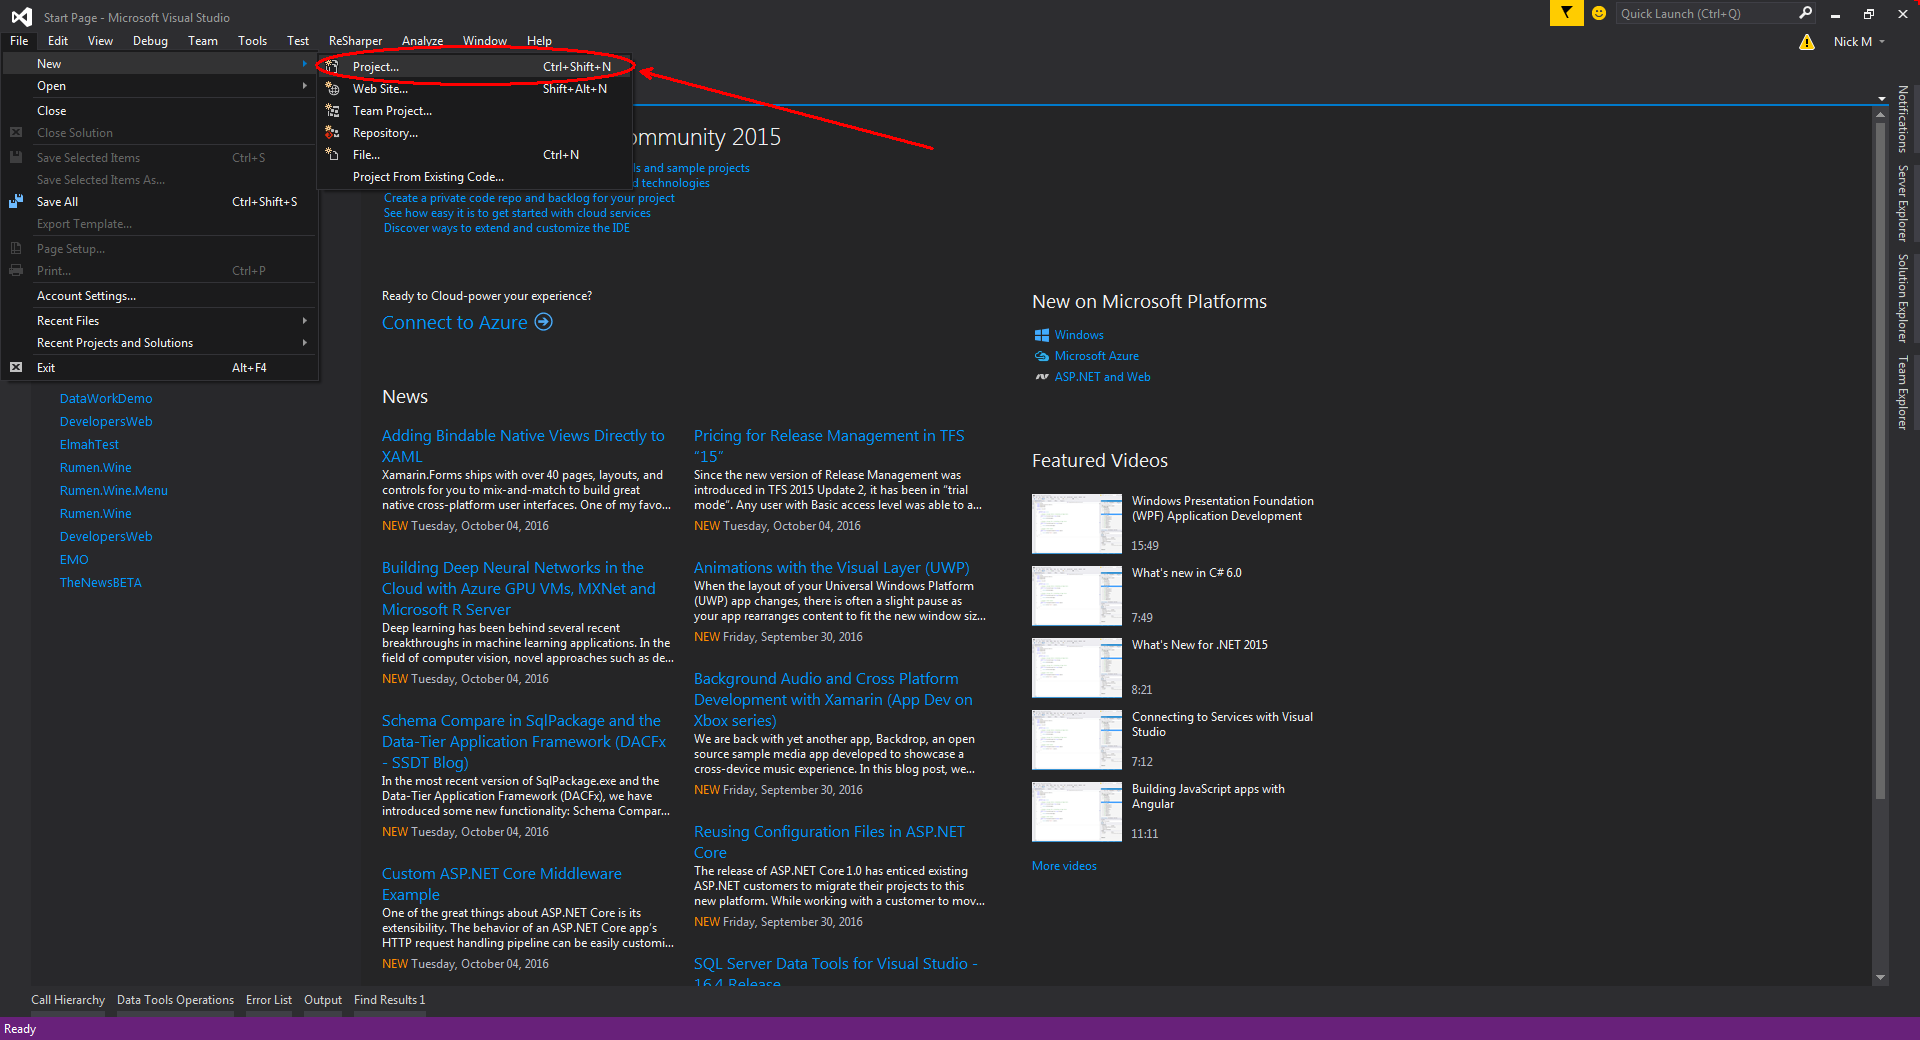 Start Page - Microsoft Visual Studio
Quick Launch (Ctrl+Q)
File Edit View Debug Team Tools Test ReSharper Analyze Window Help
Nick M
New
Open
Close
Close Solution
Save Selected Items Ctrl+S
Save Selected Items As...
Save All Ctrl+Shift+S
Export Template...
Page Setup...
Print... Ctrl+P
Account Settings...
Recent Files
Recent Projects and Solutions
Exit Alt+F4
Project... Ctrl+Shift+N
Web Site... Shift+Alt+N
Team Project...
Repository...
File... Ctrl+N
Project From Existing Code...
DataWorkDemo
DevelopersWeb
ElmahTest
Rumen.Wine
Rumen.Wine.Menu
Rumen.Wine
DevelopersWeb
EMO
TheNewsBETA
ommunity 2015
ls and sample projects
d technologies
Create a private code repo and backlog for your project
See how easy it is to get started with cloud services
Discover ways to extend and customize the IDE
Ready to Cloud-power your experience?
Connect to Azure
News
Adding Bindable Native Views Directly to
XAML
Xamarin.Forms ships with over 40 pages, layouts, and
controls for you to mix-and-match to build great
native cross-platform user interfaces. One of my favo...
NEW Tuesday, October 04, 2016
Building Deep Neural Networks in the
Cloud with Azure GPU VMs, MXNet and
Microsoft R Server
Deep learning has been behind several recent
breakthroughs in machine learning applications. In the
field of computer vision, novel approaches such as de...
NEW Tuesday, October 04, 2016
Schema Compare in SqlPackage and the
Data-Tier Application Framework (DACFx
- SSDT Blog)
In the most recent version of SqlPackage.exe and the
Data-Tier Application Framework (DACFx), we have
introduced some new functionality: Schema Compar...
NEW Tuesday, October 04, 2016
Custom ASP.NET Core Middleware
Example
One of the great things about ASP.NET Core is its
extensibility. The behavior of an ASP.NET Core app's
HTTP request handling pipeline can be easily customi...
NEW Tuesday, October 04, 2016
Pricing for Release Management in TFS
“15”
Since the new version of Release Management was
introduced in TFS 2015 Update 2, it has been in “trial
mode”. Any user with Basic access level was able to a...
NEW Tuesday, October 04, 2016
Animations with the Visual Layer (UWP)
When the layout of your Universal Windows Platform
(UWP) app changes, there is often a slight pause as
your app rearranges content to fit the new window siz...
NEW Friday, September 30, 2016
Background Audio and Cross Platform
Development with Xamarin (App Dev on
Xbox series)
We are back with yet another app, Backdrop, an open
source sample media app developed to showcase a
cross-device music experience. In this blog post, we...
NEW Friday, September 30, 2016
Reusing Configuration Files in ASP.NET
Core
The release of ASP.NET Core 1.0 has enticed existing
ASP.NET customers to migrate their projects to this
new platform. While working with a customer to mov...
NEW Friday, September 30, 2016
SQL Server Data Tools for Visual Studio -
16.4 Release
New on Microsoft Platforms
Windows
Microsoft Azure
ASP.NET and Web
Featured Videos
Windows Presentation Foundation
(WPF) Application Development
15:49
What's new in C# 6.0
7:49
What's New for .NET 2015
8:21
Connecting to Services with Visual
Studio
7:12
Building JavaScript apps with
Angular
11:11
More videos
Notifications
Server Explorer
Solution Explorer
Team Explorer
Call Hierarchy Data Tools Operations Error List Output Find Results 1
Ready